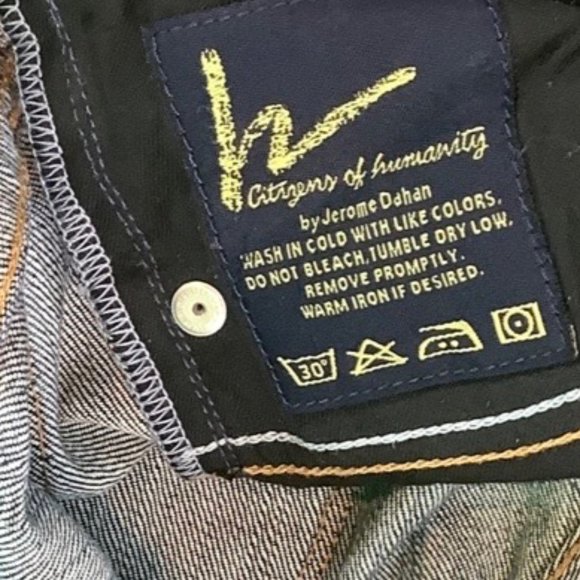 h
Citizens of humanity
by Jerome Dahan
WASH IN COLD WITH LIKE COLORS.
DO NOT BLEACH, TUMBLE DRY LOW.
REMOVE PROMPTLY.
WARM IRON IF DESIRED.
30°